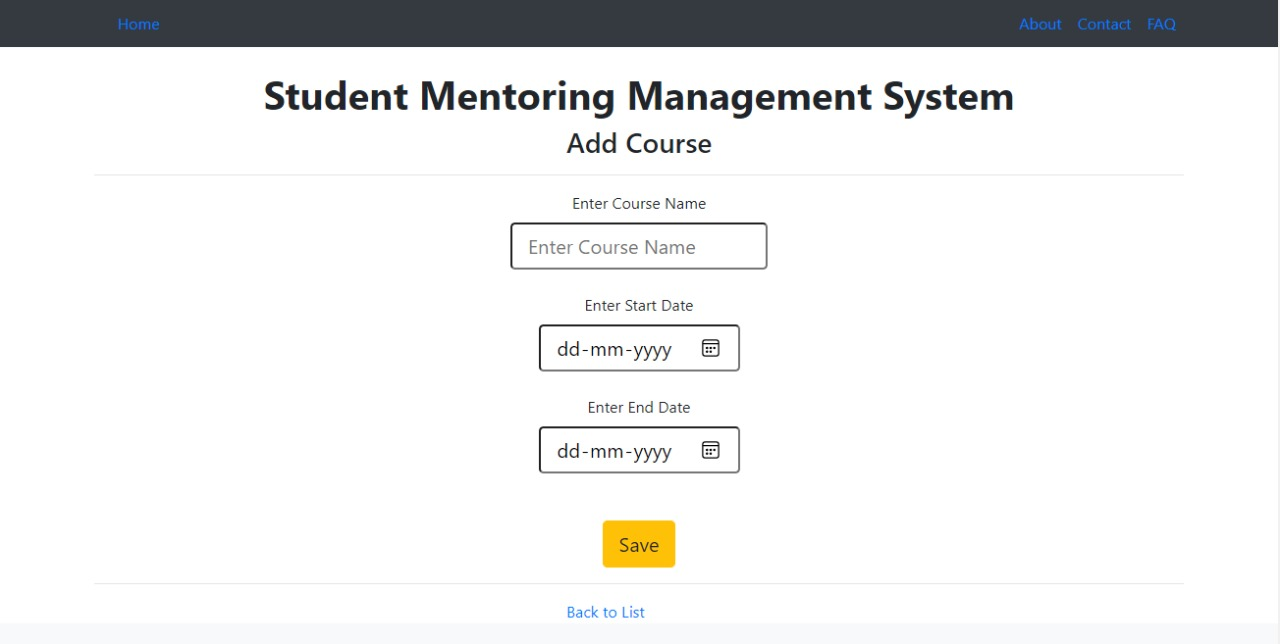 Home About Contact FAQ
Student Mentoring Management System
Add Course
Enter Course Name
Enter Course Name
Enter Start Date
dd-mm-yyyy
Enter End Date
dd-mm-yyyy
Save
Back to List